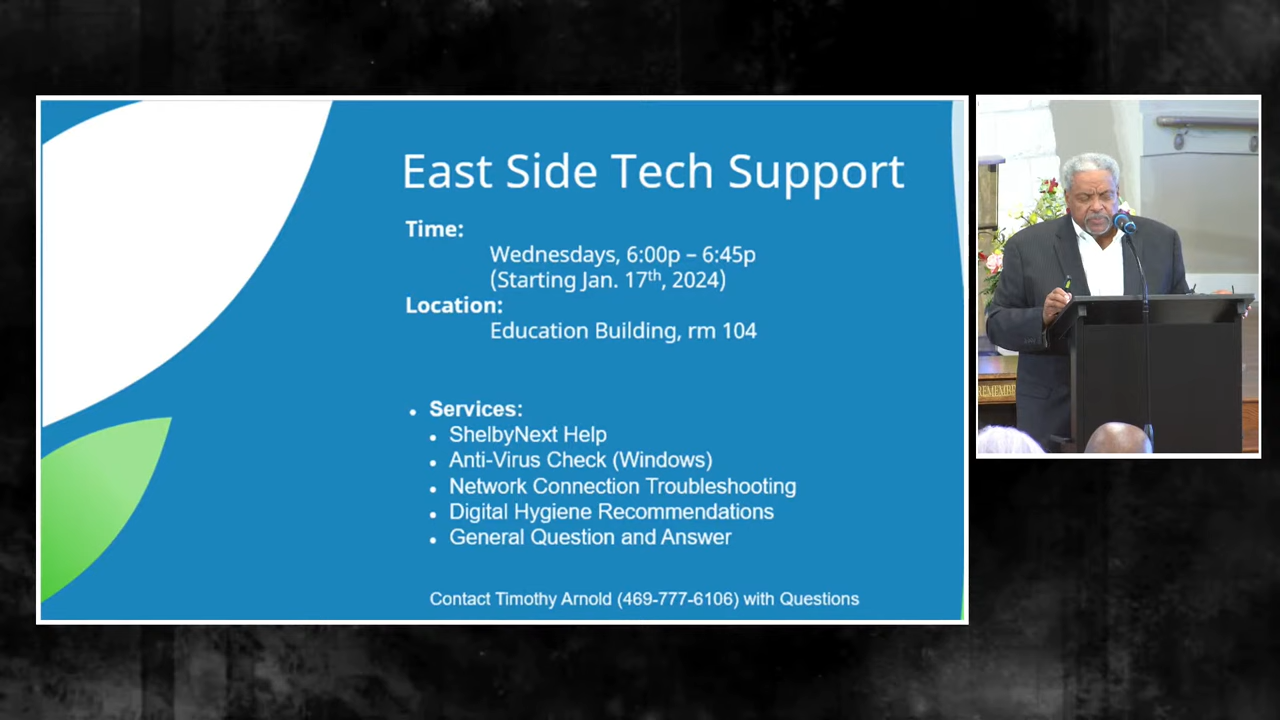 East Side Tech Support
Time:
Wednesdays, 6:00p – 6:45p
(Starting Jan. 17th, 2024)
Location:
Education Building, rm 104
• Services:
• ShelbyNext Help
• Anti-Virus Check (Windows)
• Network Connection Troubleshooting
• Digital Hygiene Recommendations
• General Question and Answer
Contact Timothy Arnold (469-777-6106) with Questions
REMEMBR